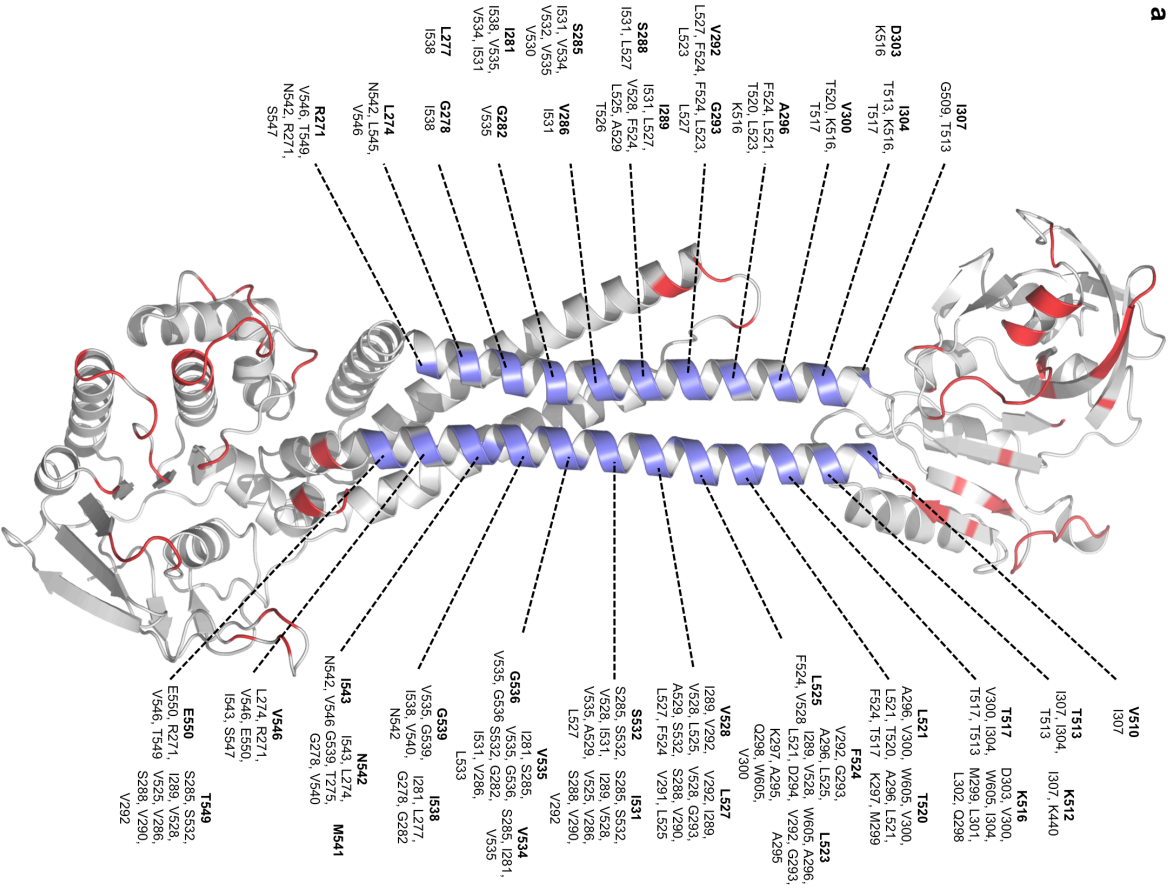 a
I307
G509, T513
D303
K516
I304
T513, K516,
T517
V300
T520, K516,
T517
A296
F524, L521,
T520, L523,
K516
V292
L527, F524,
L523
G293
F524, L523,
L527
S288
I531, L527
I289
I531, L527,
V528, F524,
L525, A529
T526
S285
I531, V534,
V532, V535
V530
V286
I531
I281
I538, V535,
V534, I531
G282
V535
L277
I538
G278
I538
L274
N542, L545,
V546
R271
V546, T549,
N542, R271,
S547
V510
I307
T513
I307, I304,
T513
K512
I307, K440
T517
V300, I304,
T517, T513
K516
D303, V300,
W605, I304,
M299, L301,
L302, Q298
L521
A296, V300,
L521, T520,
F524, T517
T520
W605, V300,
A296, L521,
K297, M299
F524
V292, G293,
A296, L525,
L523
W605, A296,
V292, G293,
A295
L525
F524, V528
I289, V528,
L521, D294,
K297, A295,
Q298, W605,
V300
V528
I289, V292,
V528, L525,
A529, S532,
L527, F524
L527
V292, I289,
V528, G293,
S288, V290,
V291, L525
S532
S285, S532,
V528, I531,
V535, A529,
L527
I531
S285, S532,
I289, V528,
V525, V286,
S288, V290,
V292
V535
I281, S285,
V535, G536,
S532, G282,
I531, V286,
L533
V534
S285, I281,
V535
G536
V535, G536
G539
V535, G539,
I538, V540,
N542
I538
I281, L277,
G278, G282
I543
N542, V546
N542
I543, L274,
G539, T275,
G278, V540
M541
V546
L274, R271,
V546, E550,
I543, S547
E550
E550, R271,
V546, T549
T549
S285, S532,
I289, V528,
V525, V286,
S288, V290,
V292